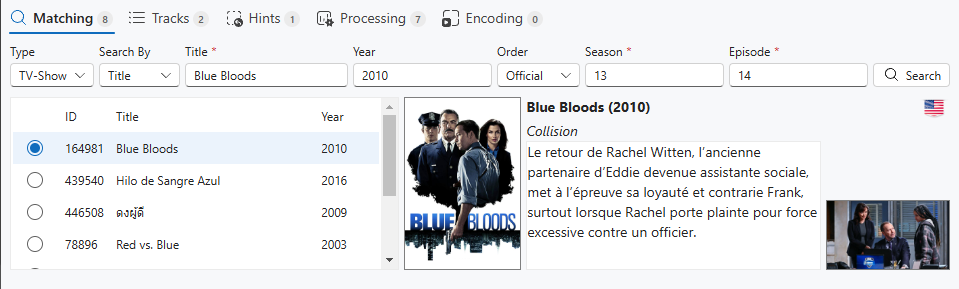 Matching 8 Tracks 2 Hints 1 Processing 7 Encoding 0
Type Search By Title * Year Order Season * Episode *
TV-Show Title Blue Bloods 2010 Official 13 14 Search
ID Title Year
164981 Blue Bloods 2010
439540 Hilo de Sangre Azul 2016
446508 ดงผู้ดี 2009
78896 Red vs. Blue 2003
BLUE BLOODS
Blue Bloods (2010)
Collision
Le retour de Rachel Witten, l’ancienne
partenaire d’Eddie devenue assistante sociale,
met à l’épreuve sa loyauté et contrarie Frank,
surtout lorsque Rachel porte plainte pour force
excessive contre un officier.